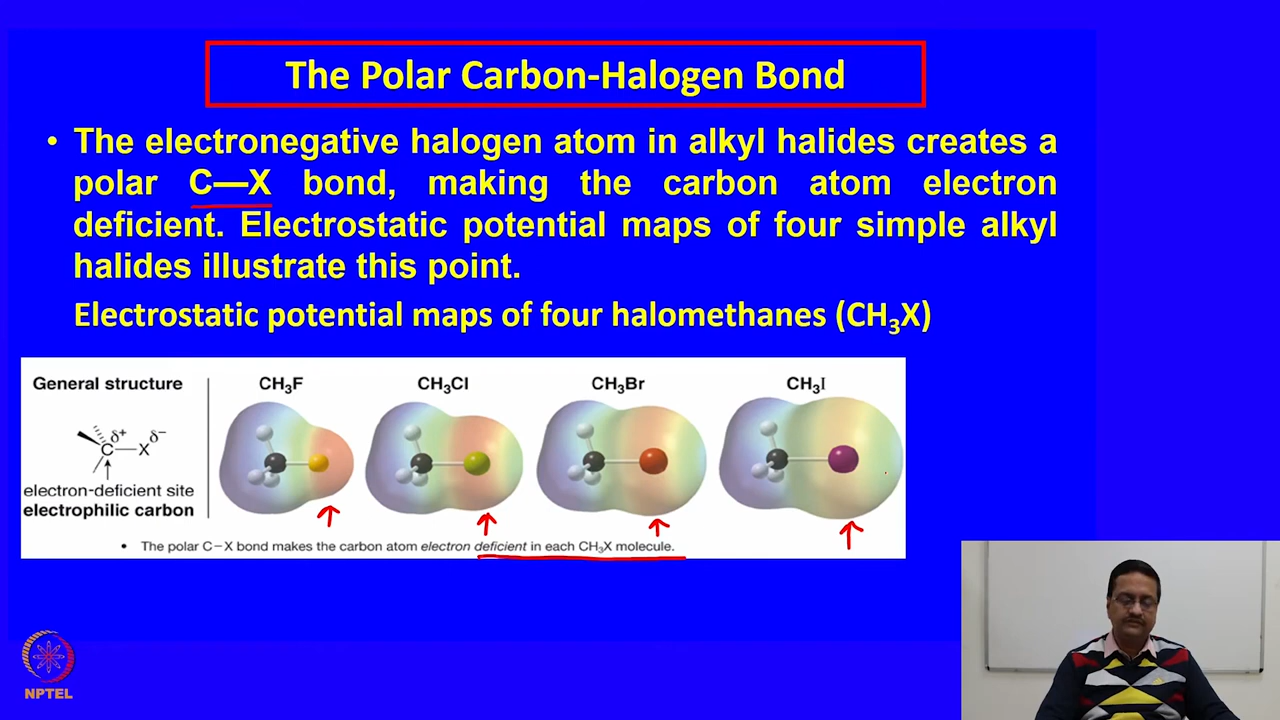 The Polar Carbon-Halogen Bond
• The electronegative halogen atom in alkyl halides creates a
polar C—X bond, making the carbon atom electron
deficient. Electrostatic potential maps of four simple alkyl
halides illustrate this point.
Electrostatic potential maps of four halomethanes (CH₃X)
General structure
CH₃F
CH₃Cl
CH₃Br
CH₃I
δ+ δ−
C—X
electron-deficient site
electrophilic carbon
• The polar C−X bond makes the carbon atom electron deficient in each CH₃X molecule.
NPTEL